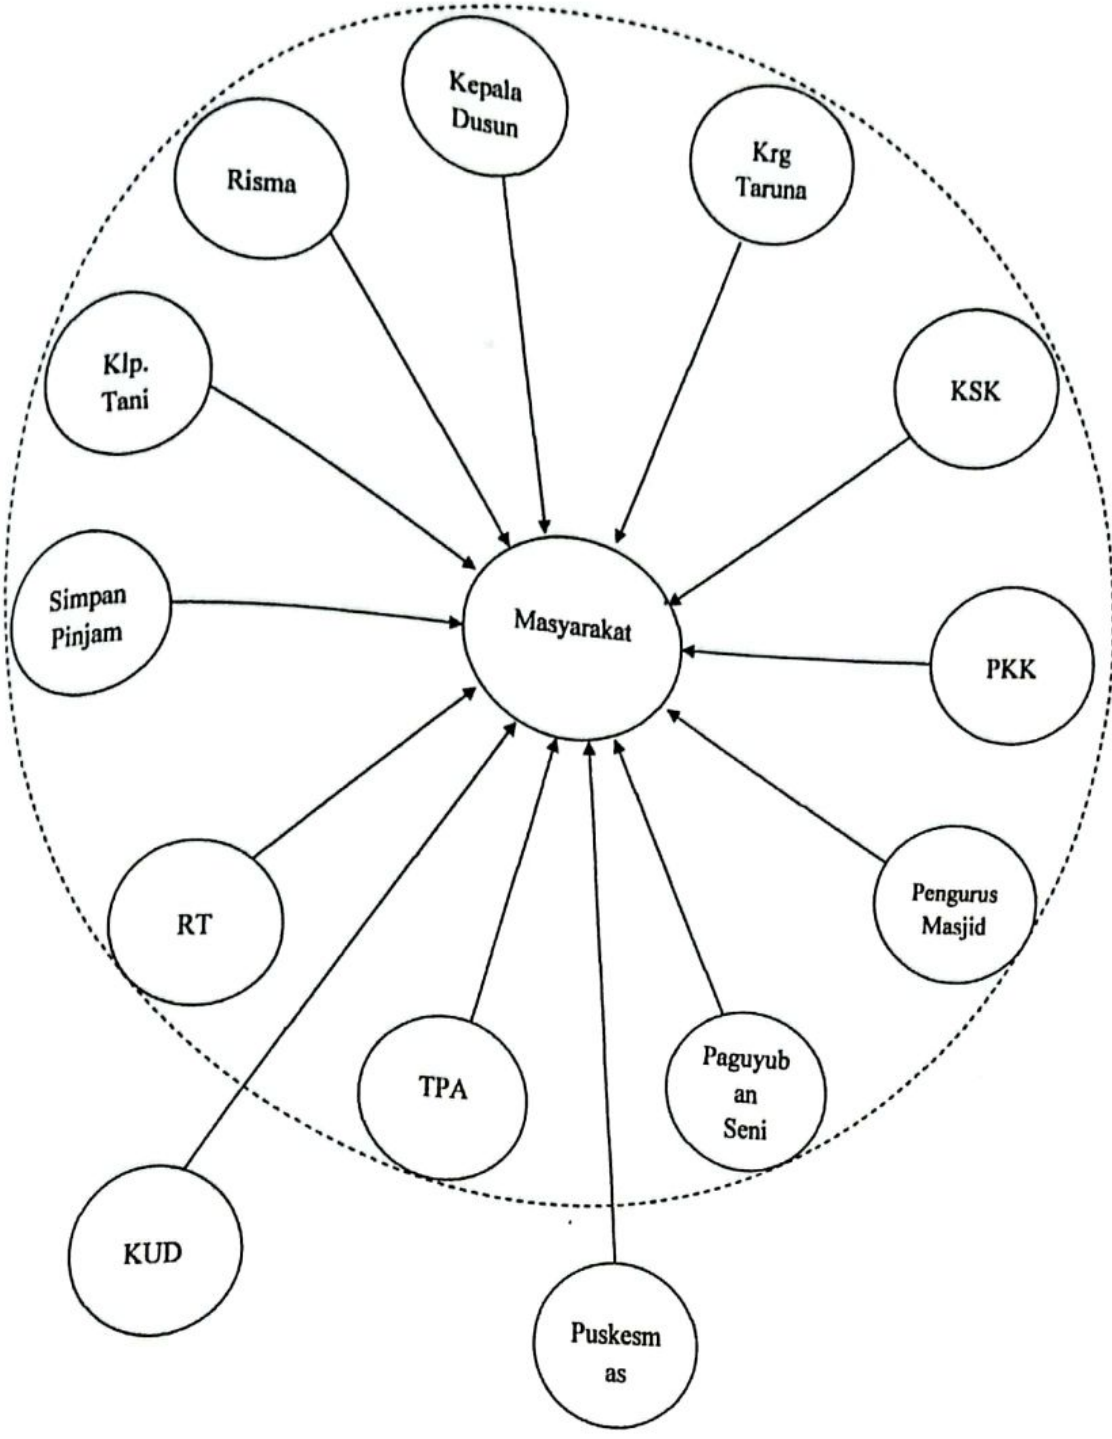 Kepala
Dusun
Krg
Taruna
Risma
Klp.
Tani
KSK
Simpan
Pinjam
Masyarakat
PKK
Pengurus
Masjid
RT
TPA
Paguyub
an
Seni
KUD
Puskesm
as